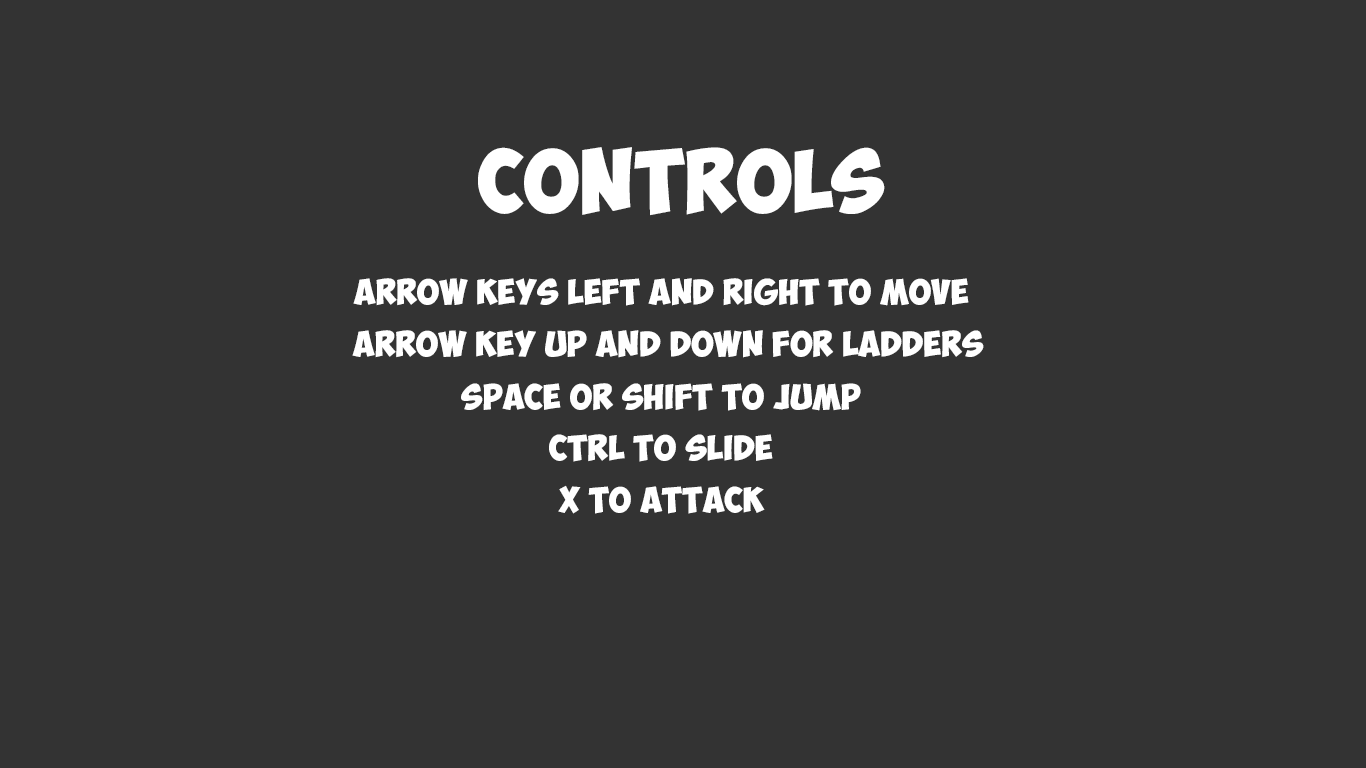 CONTROLS
ARROW KEYS LEFT AND RIGHT TO MOVE
ARROW KEY UP AND DOWN FOR LADDERS
SPACE OR SHIFT TO JUMP
CTRL TO SLIDE
X TO ATTACK